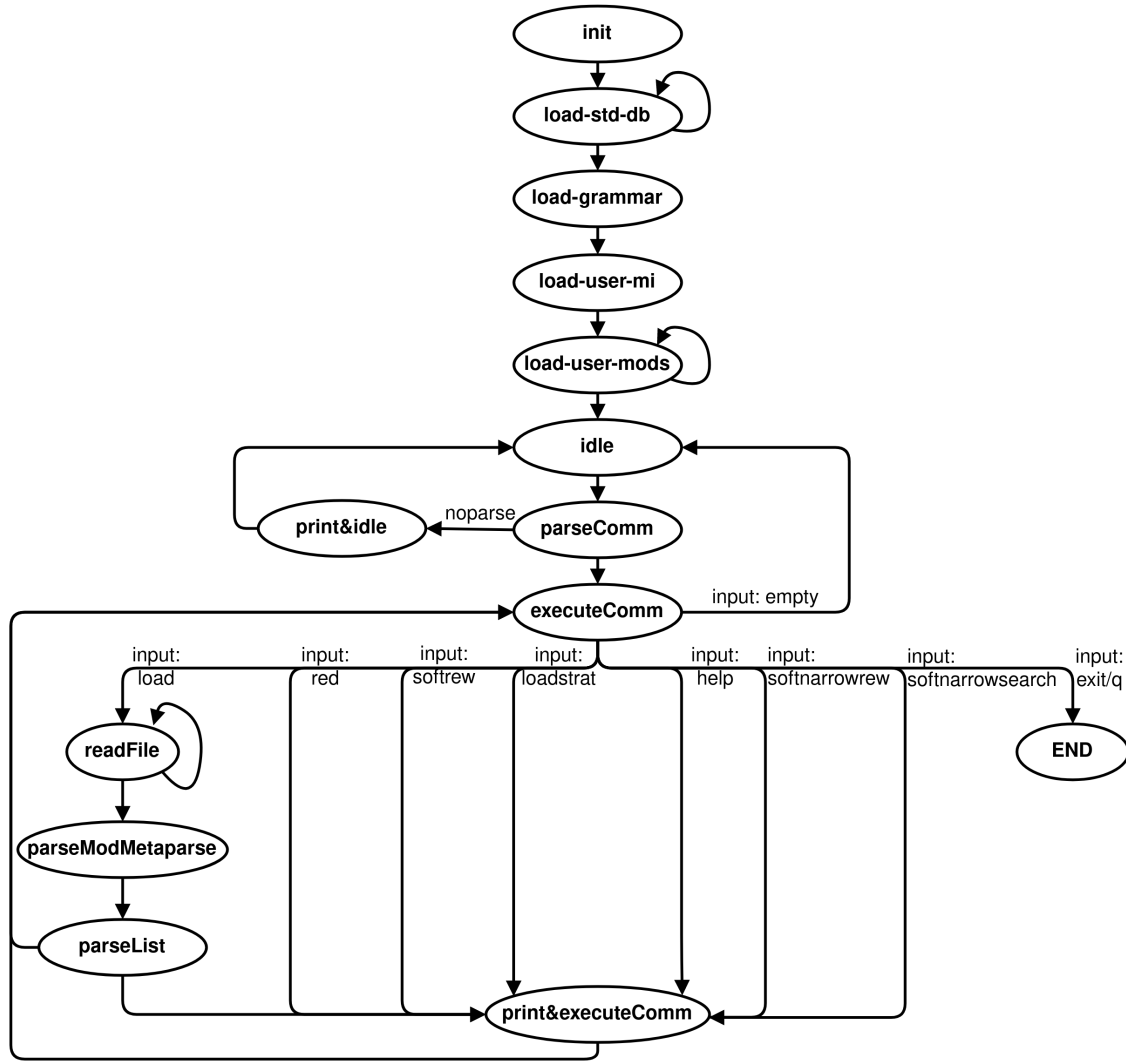 init
load-std-db
load-grammar
load-user-mi
load-user-mods
idle
noparse
print&idle
parseComm
executeComm
input: empty
input:
load
input:
red
input:
softrew
input:
loadstrat
input:
help
input:
softnarrowrew
input:
softnarrowsearch
input:
exit/q
readFile
END
parseModMetaparse
parseList
print&executeComm